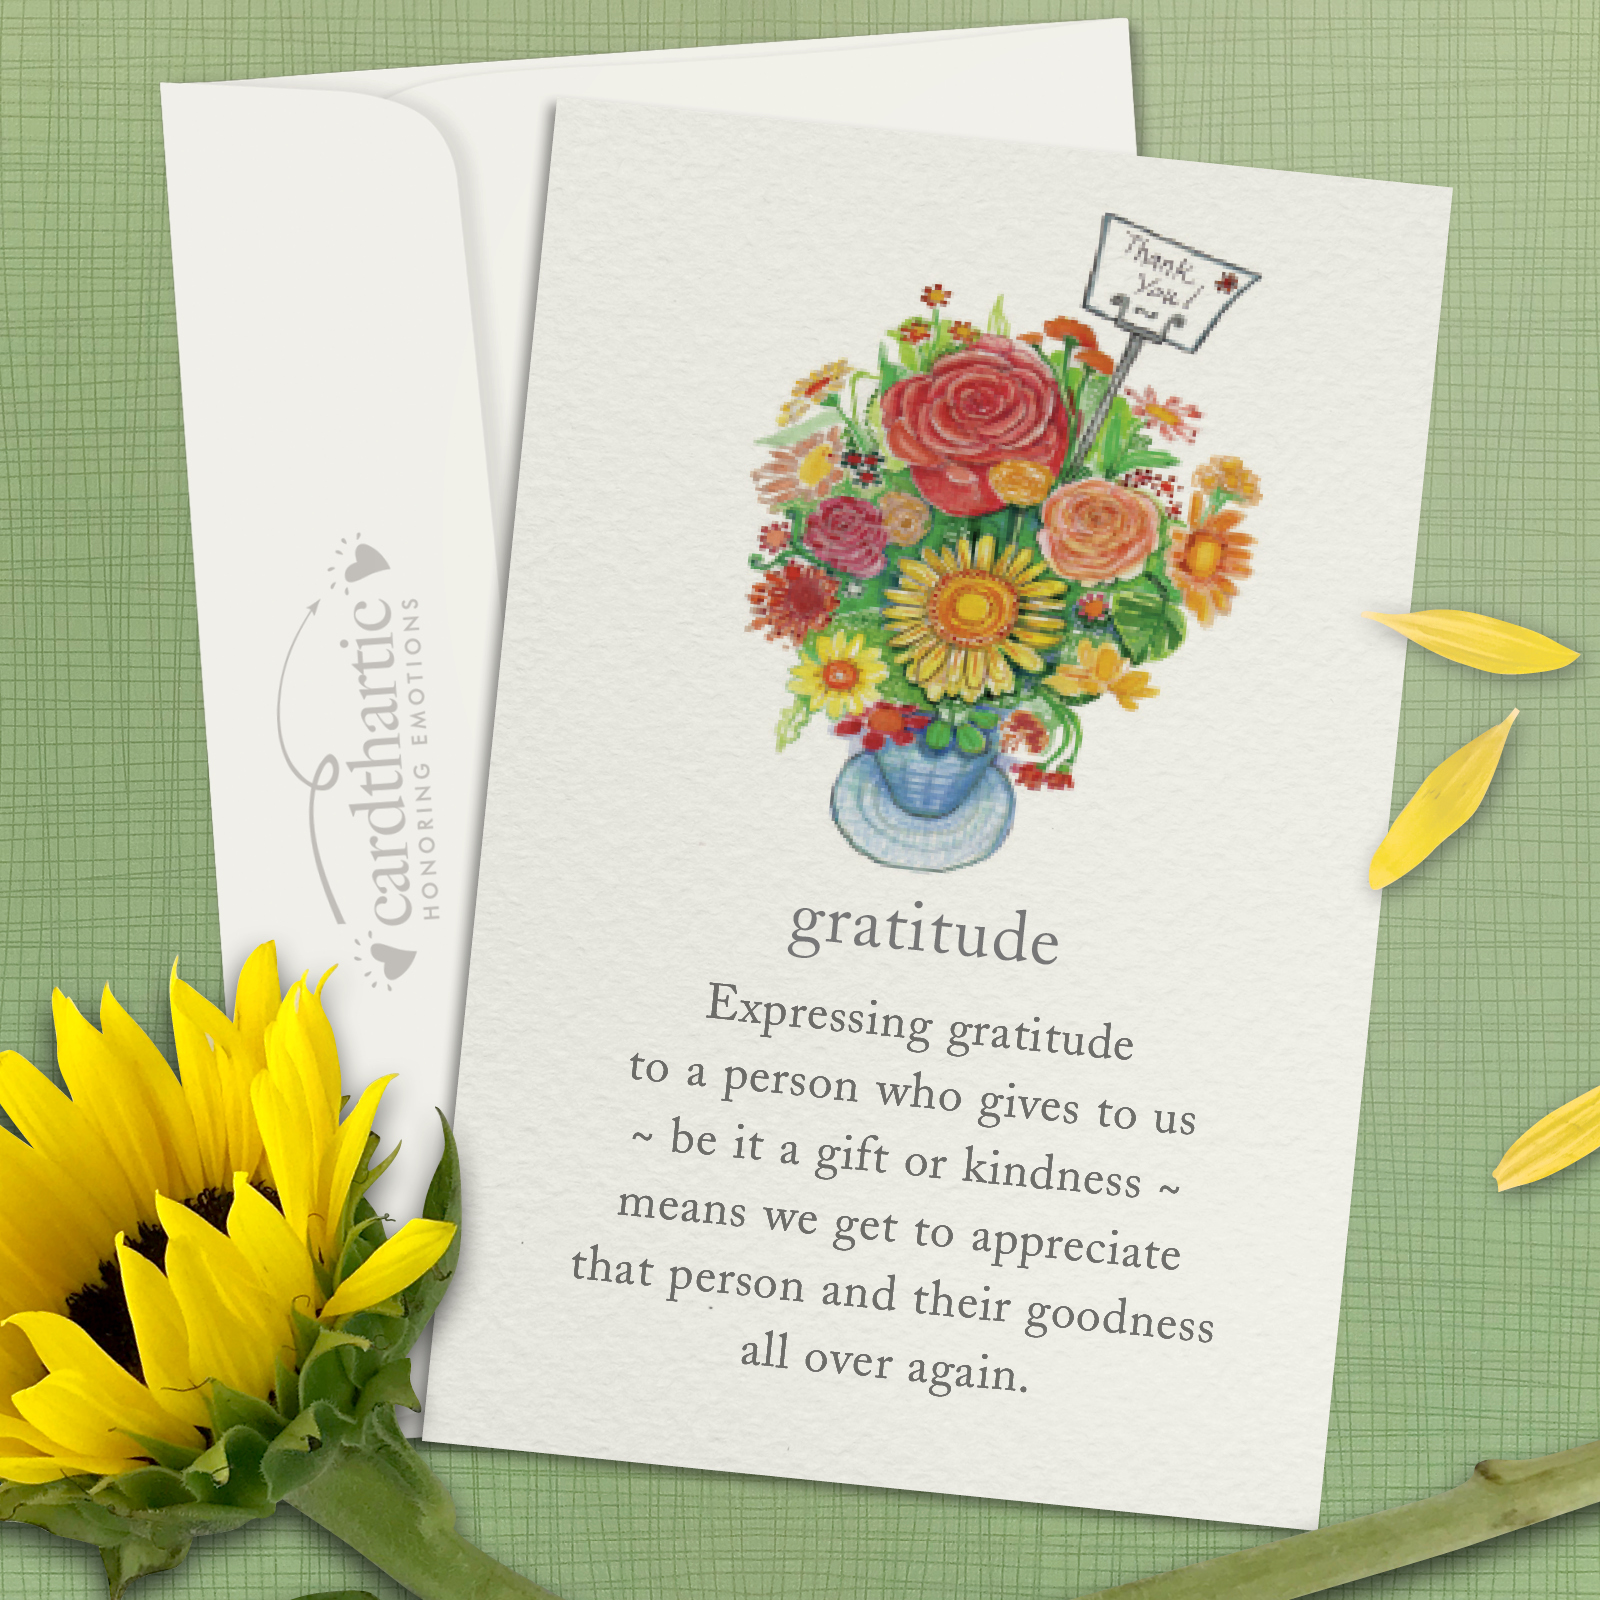 Thank
You!
cardthartic
HONORING EMOTIONS
gratitude
Expressing gratitude
to a person who gives to us
~ be it a gift or kindness ~
means we get to appreciate
that person and their goodness
all over again.